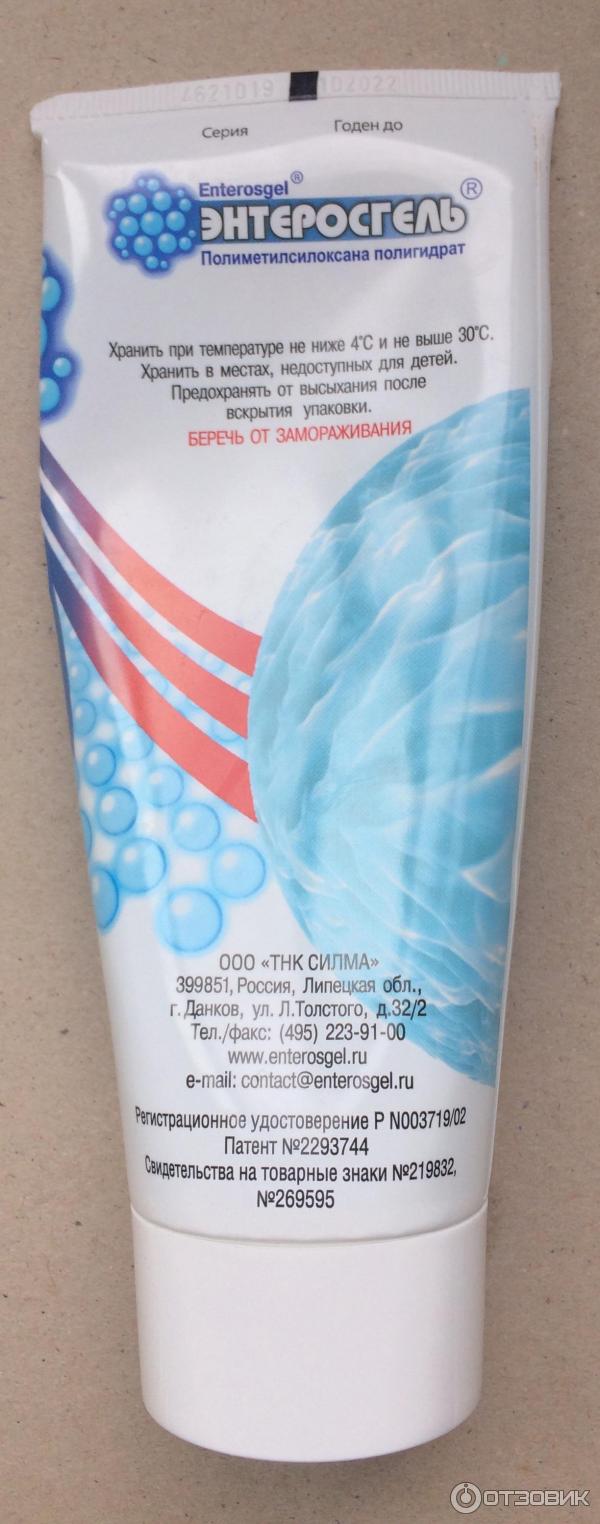 4621019 102022
Серия Годен до
Enterosgel®
ЭНТЕРОСГЕЛЬ®
Полиметилсилоксана полигидрат
Хранить при температуре не ниже 4°С и не выше 30°С.
Хранить в местах, недоступных для детей.
Предохранять от высыхания после
вскрытия упаковки.
БЕРЕЧЬ ОТ ЗАМОРАЖИВАНИЯ
ООО «ТНК СИЛМА»
399851, Россия, Липецкая обл.,
г. Данков, ул. Л.Толстого, д.32/2
Тел./факс: (495) 223-91-00
www.enterosgel.ru
e-mail: contact@enterosgel.ru
Регистрационное удостоверение Р N003719/02
Патент №2293744
Свидетельства на товарные знаки №219832,
№269595
ОТЗОВИК